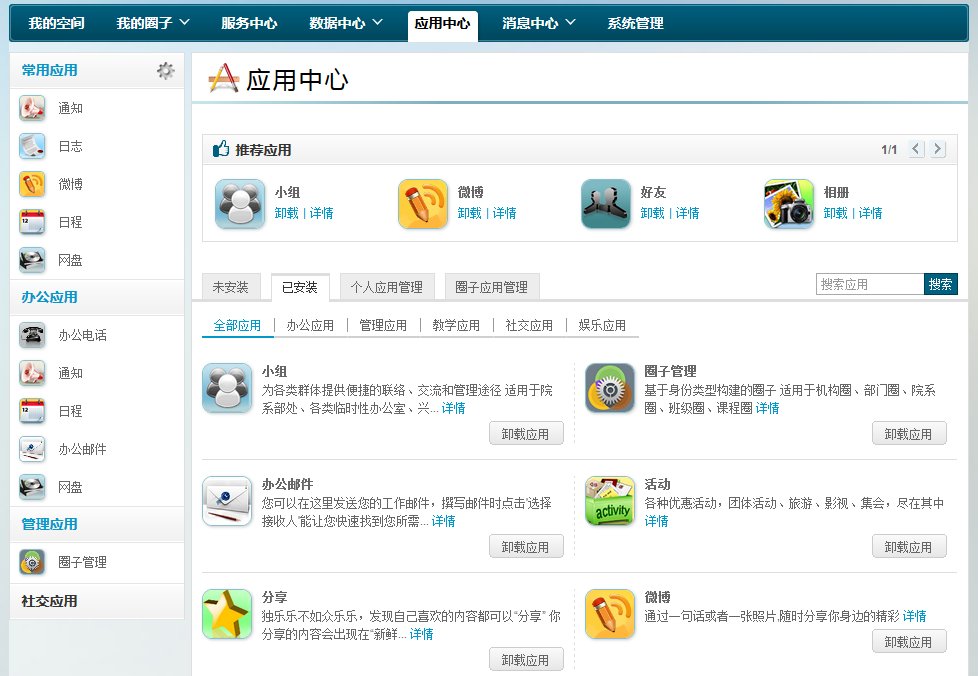 我的空间 我的圈子 服务中心 数据中心 应用中心 消息中心 系统管理
常用应用
通知
日志
微博
日程
网盘
办公应用
办公电话
通知
日程
办公邮件
网盘
管理应用
圈子管理
社交应用
应用中心
推荐应用 1/1
小组
卸载 | 详情
微博
卸载 | 详情
好友
卸载 | 详情
相册
卸载 | 详情
未安装 已安装 个人应用管理 圈子应用管理 搜索应用 搜索
全部应用 办公应用 管理应用 教学应用 社交应用 娱乐应用
小组
为各类群体提供便捷的联络、交流和管理途径 适用于院
系部处、各类临时性办公室、兴... 详情
卸载应用
圈子管理
基于身份类型构建的圈子 适用于机构圈、部门圈、院系
圈、班级圈、课程圈 详情
卸载应用
办公邮件
您可以在这里发送您的工作邮件，撰写邮件时点击'选择
接收人'能让您快速找到您所需... 详情
卸载应用
活动
各种优惠活动，团体活动、旅游、影视、集会，尽在其中
详情
activity
卸载应用
分享
独乐乐不如众乐乐，发现自己喜欢的内容都可以“分享” 你
分享的内容会出现在“新鲜... 详情
卸载应用
微博
通过一句话或者一张照片,随时分享你身边的精彩 详情
卸载应用